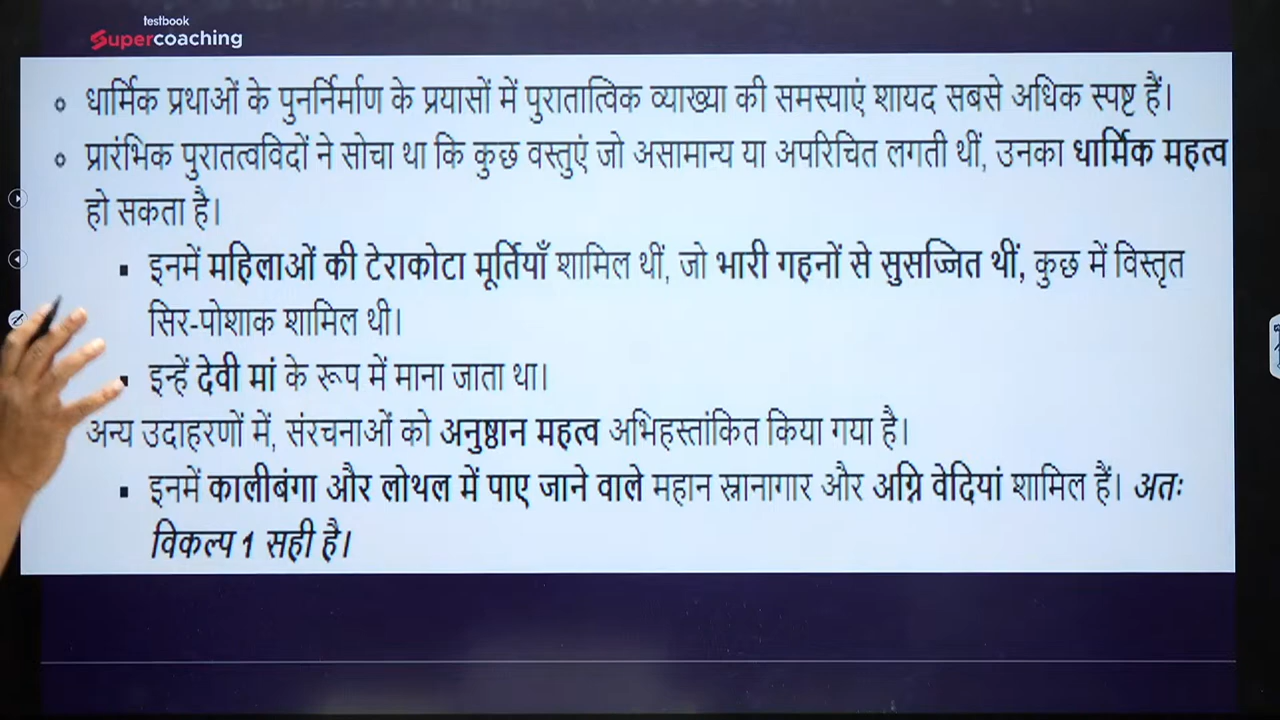 testbook
Supercoaching
धार्मिक प्रथाओं के पुनर्निर्माण के प्रयासों में पुरातात्विक व्याख्या की समस्याएं शायद सबसे अधिक स्पष्ट हैं।
प्रारंभिक पुरातत्वविदों ने सोचा था कि कुछ वस्तुएं जो असामान्य या अपरिचित लगती थीं, उनका धार्मिक महत्व
हो सकता है।
इनमें महिलाओं की टेराकोटा मूर्तियाँ शामिल थीं, जो भारी गहनों से सुसज्जित थीं, कुछ में विस्तृत
सिर-पोशाक शामिल थी।
इन्हें देवी मां के रूप में माना जाता था।
अन्य उदाहरणों में, संरचनाओं को अनुष्ठान महत्व अभिहस्तांकित किया गया है।
इनमें कालीबंगा और लोथल में पाए जाने वाले महान स्नानागार और अग्नि वेदियां शामिल हैं। अतः
विकल्प 1 सही है।